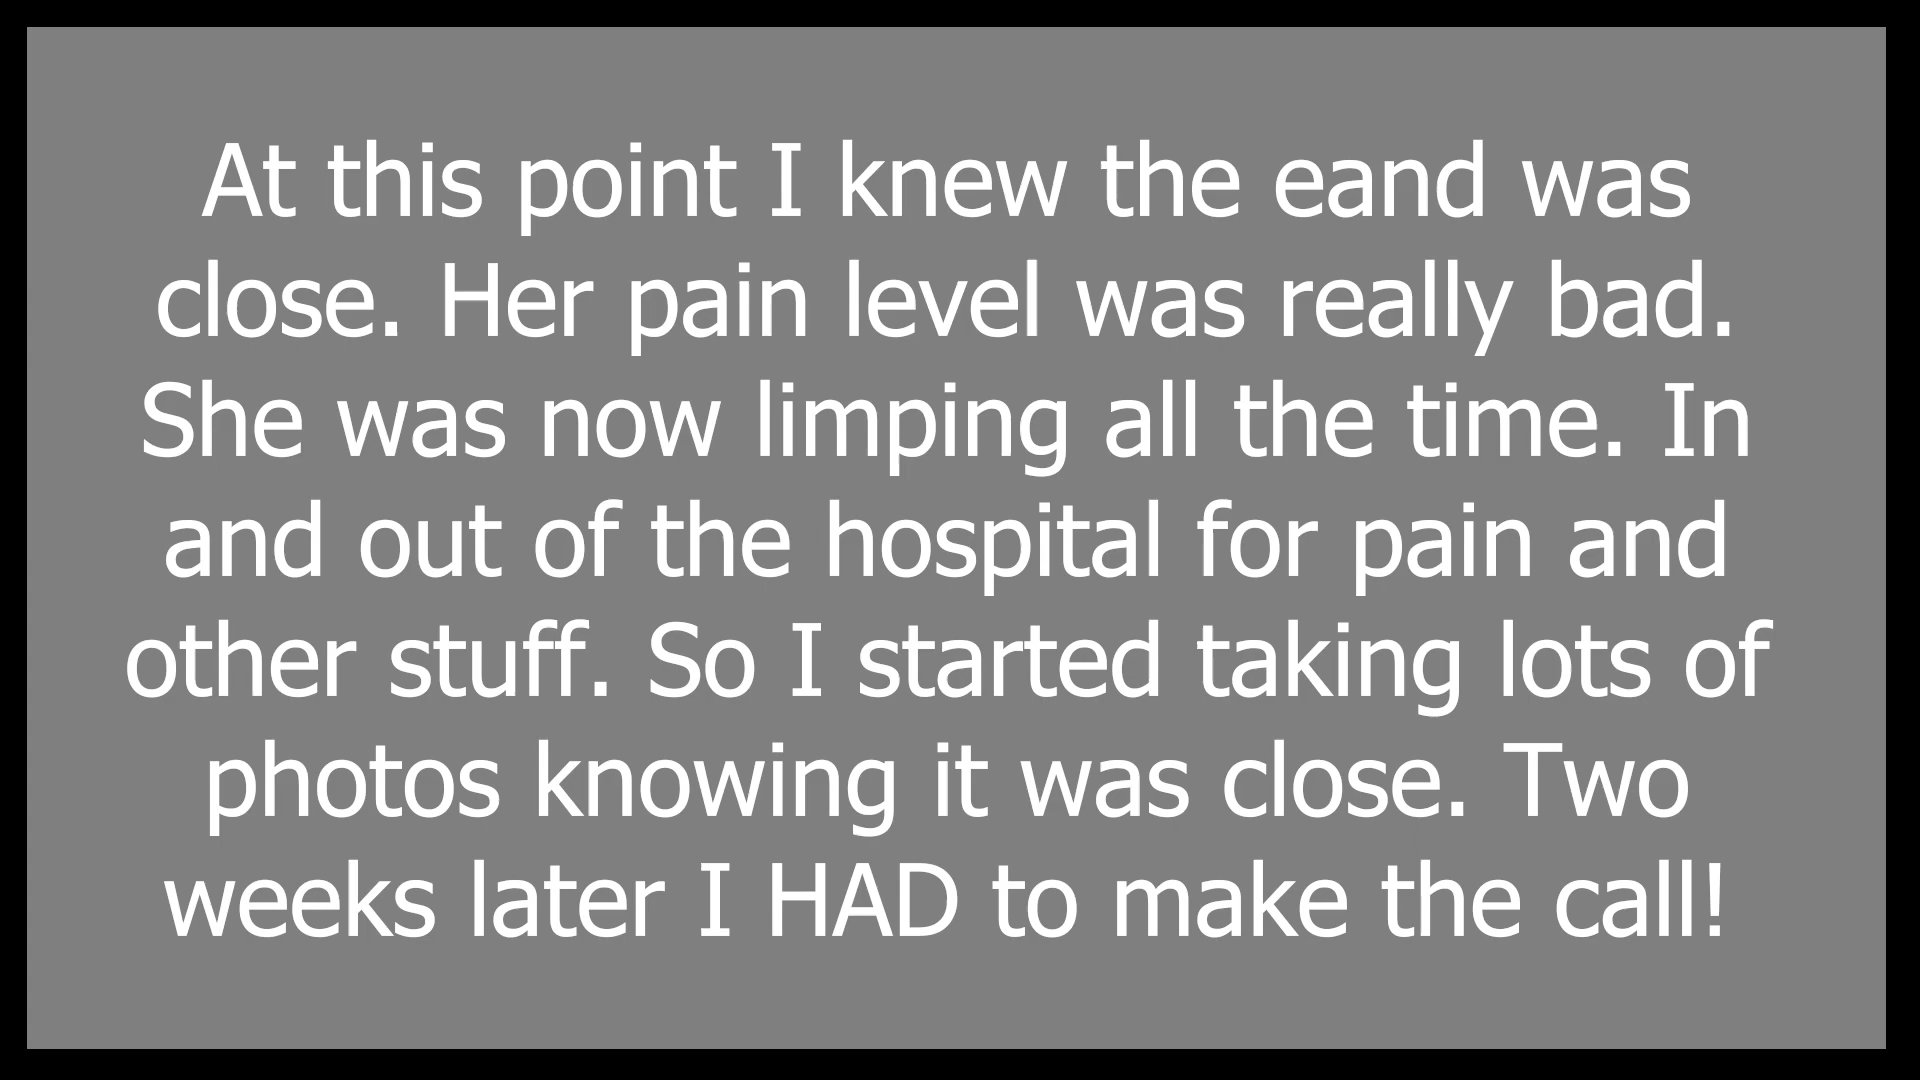 At this point I knew the eand was
close. Her pain level was really bad.
She was now limping all the time. In
and out of the hospital for pain and
other stuff. So I started taking lots of
photos knowing it was close. Two
weeks later I HAD to make the call!